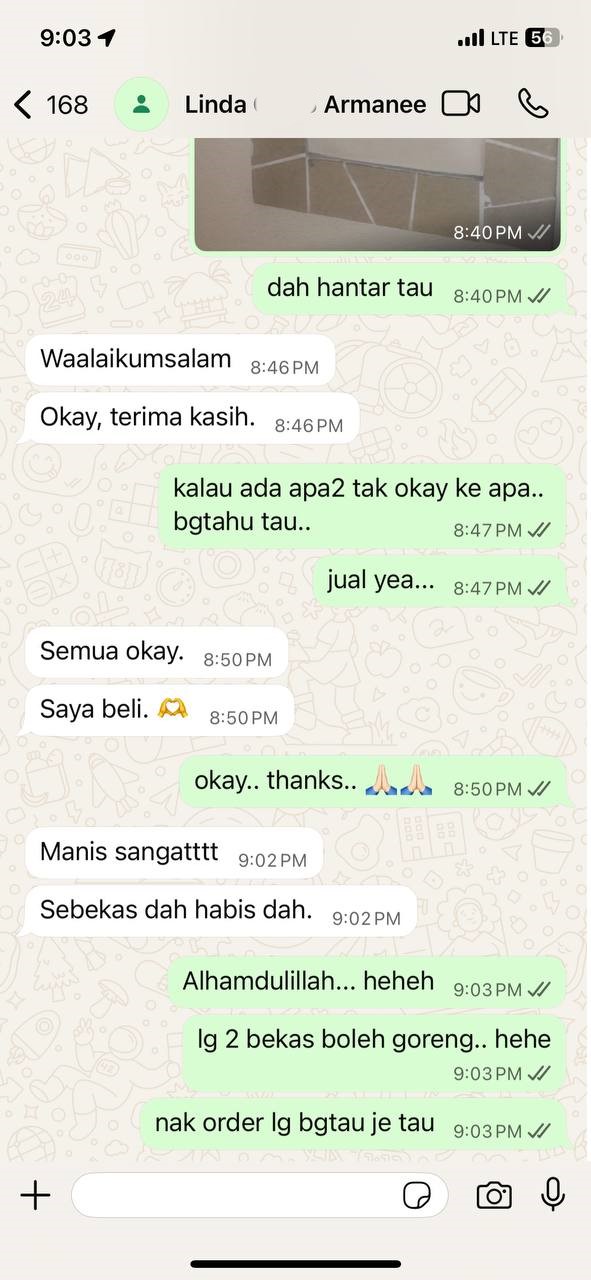 9:03 LTE 56
168 Linda Armanee
8:40 PM
dah hantar tau 8:40 PM
Waalaikumsalam 8:46 PM
Okay, terima kasih. 8:46 PM
kalau ada apa2 tak okay ke apa..
bgtahu tau.. 8:47 PM
jual yea... 8:47 PM
Semua okay. 8:50 PM
Saya beli. 🫶 8:50 PM
okay.. thanks.. 🙏🏻🙏🏻 8:50 PM
Manis sangatttt 9:02 PM
Sebekas dah habis dah. 9:02 PM
Alhamdulillah... heheh 9:03 PM
lg 2 bekas boleh goreng.. hehe
9:03 PM
nak order lg bgtau je tau 9:03 PM